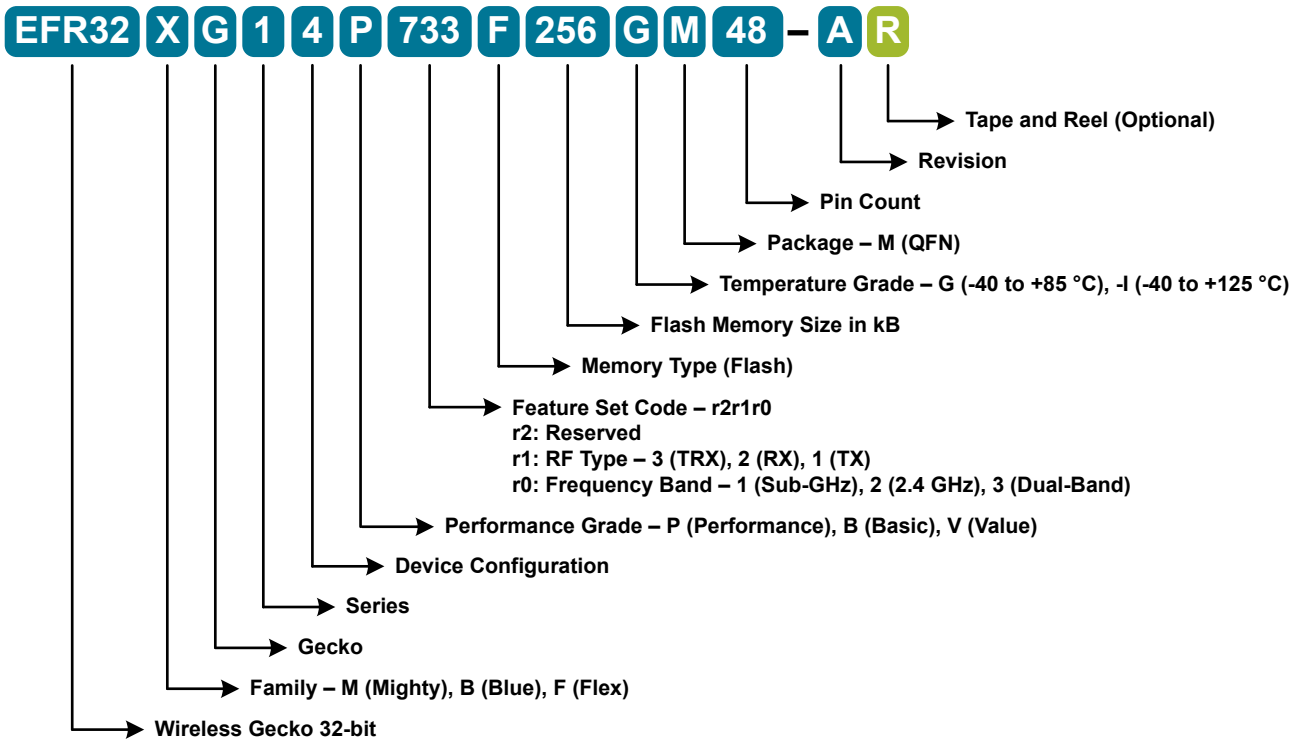 EFR32 X G 1 4 P 733 F 256 G M 48 – A R
Tape and Reel (Optional)
Revision
Pin Count
Package – M (QFN)
Temperature Grade – G (-40 to +85 °C), -I (-40 to +125 °C)
Flash Memory Size in kB
Memory Type (Flash)
Feature Set Code – r2r1r0
r2: Reserved
r1: RF Type – 3 (TRX), 2 (RX), 1 (TX)
r0: Frequency Band – 1 (Sub-GHz), 2 (2.4 GHz), 3 (Dual-Band)
Performance Grade – P (Performance), B (Basic), V (Value)
Device Configuration
Series
Gecko
Family – M (Mighty), B (Blue), F (Flex)
Wireless Gecko 32-bit